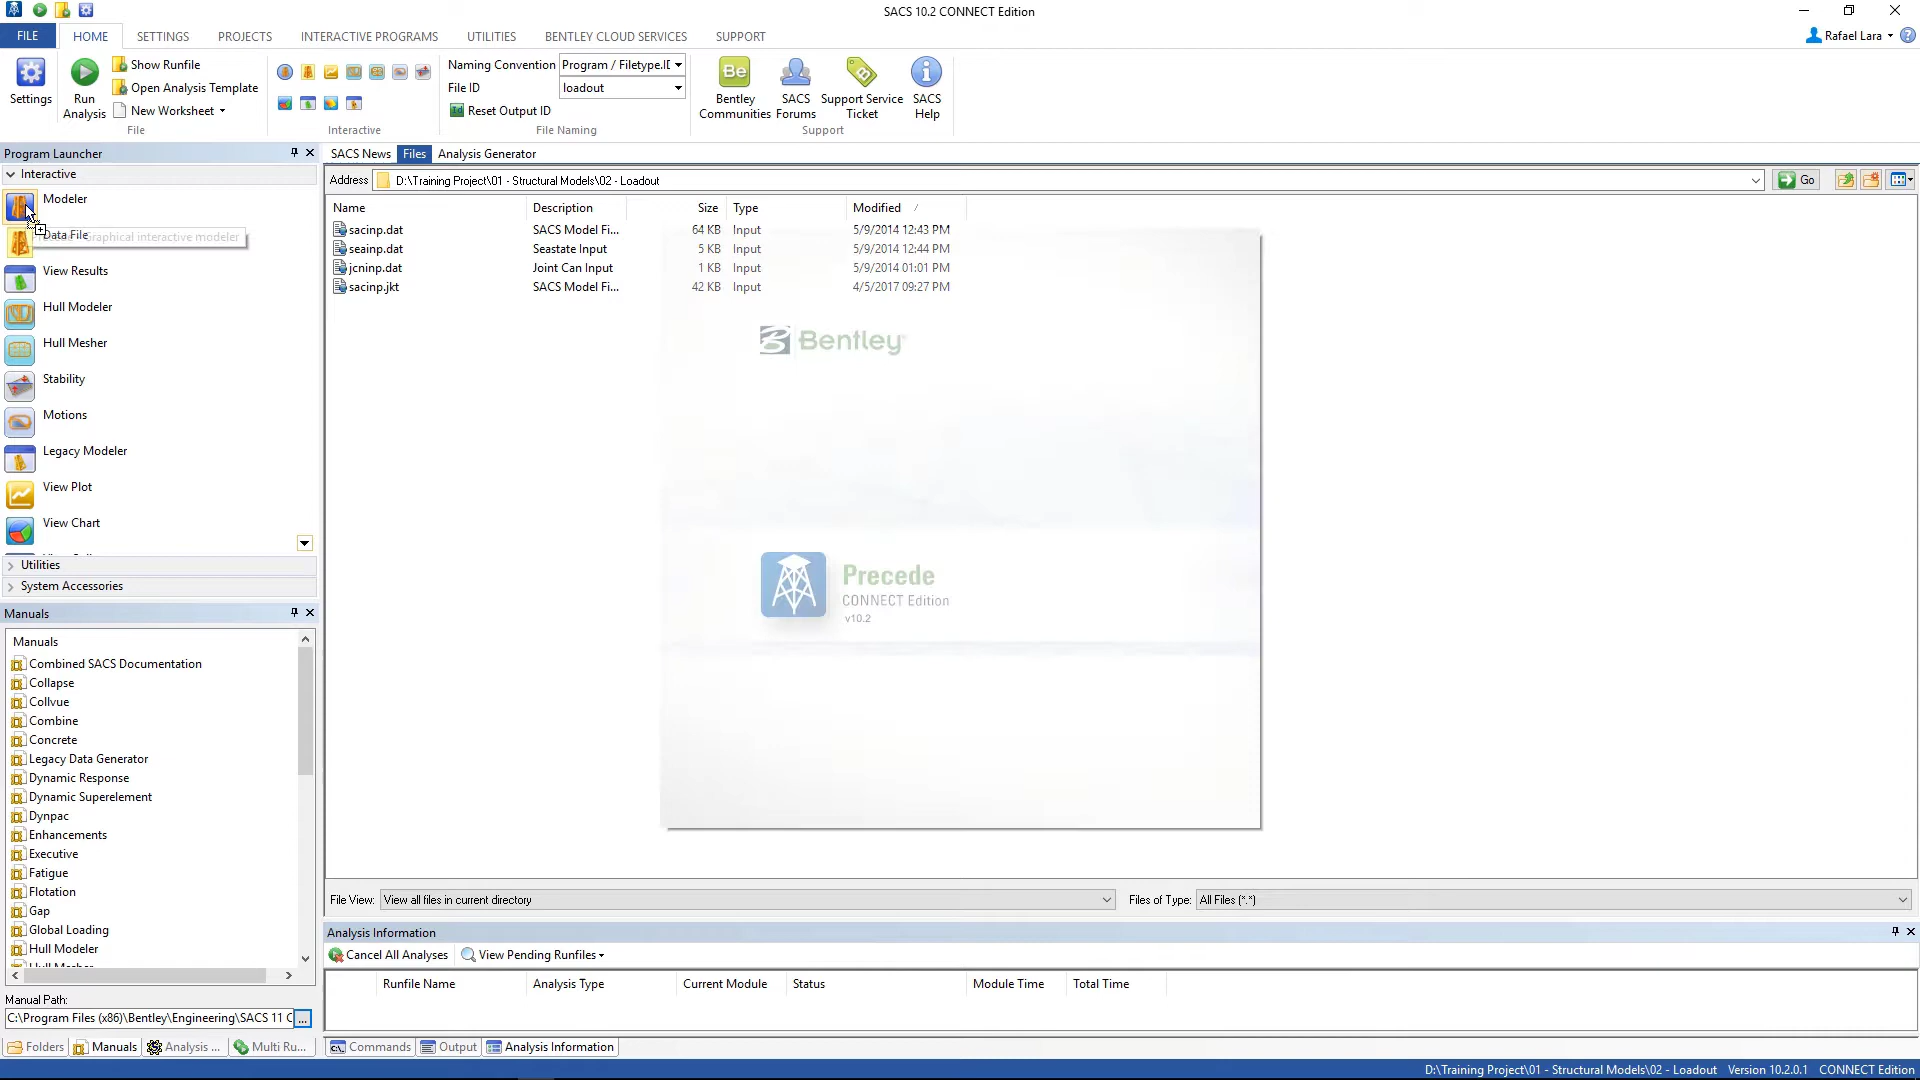 SACS 10.2 CONNECT Edition
FILE HOME SETTINGS PROJECTS INTERACTIVE PROGRAMS UTILITIES BENTLEY CLOUD SERVICES SUPPORT
Rafael Lara
Settings
Run Analysis
Show Runfile
Open Analysis Template
New Worksheet
File
Interactive
Naming Convention Program / Filetype.IC
File ID loadout
Reset Output ID
File Naming
Bentley Communities
SACS Forums
Support Service Ticket
SACS Help
Support
Program Launcher
Interactive
Modeler
Data File
Graphical interactive modeler
View Results
Hull Modeler
Hull Mesher
Stability
Motions
Legacy Modeler
View Plot
View Chart
Utilities
System Accessories
Manuals
Manuals
Combined SACS Documentation
Collapse
Collvue
Combine
Concrete
Legacy Data Generator
Dynamic Response
Dynamic Superelement
Dynpac
Enhancements
Executive
Fatigue
Flotation
Gap
Global Loading
Hull Modeler
Hull Mesher
Manual Path:
C:\Program Files (x86)\Bentley\Engineering\SACS 11 C ...
Folders Manuals Analysis ... Multi Ru...
SACS News Files Analysis Generator
Address D:\Training Project\01 - Structural Models\02 - Loadout Go
Name Description Size Type Modified
sacinp.dat SACS Model Fi... 64 KB Input 5/9/2014 12:43 PM
seainp.dat Seastate Input 5 KB Input 5/9/2014 12:44 PM
jcninp.dat Joint Can Input 1 KB Input 5/9/2014 01:01 PM
sacinp.jkt SACS Model Fi... 42 KB Input 4/5/2017 09:27 PM
Bentley
Precede
CONNECT Edition
v10.2
File View: View all files in current directory Files of Type: All Files (*.*)
Analysis Information
Cancel All Analyses View Pending Runfiles
Runfile Name Analysis Type Current Module Status Module Time Total Time
Commands Output Analysis Information
D:\Training Project\01 - Structural Models\02 - Loadout Version 10.2.0.1 CONNECT Edition